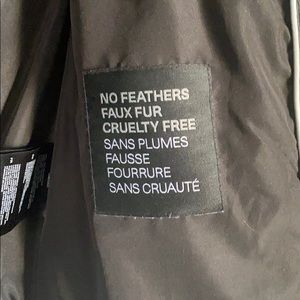 NO FEATHERS
FAUX FUR
CRUELTY FREE
SANS PLUMES
FAUSSE
FOURRURE
SANS CRUAUTÉ